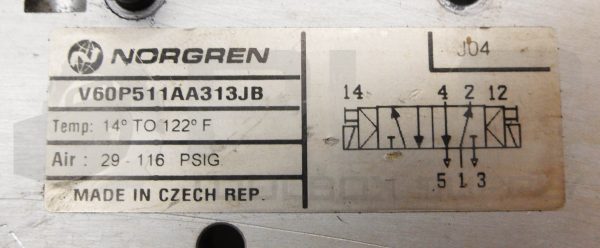 NORGREN
J04
V60P511AA313JB
14 4 2 12
Temp: 14° TO 122° F
Air : 29 - 116 PSIG
5 1 3
MADE IN CZECH REP.